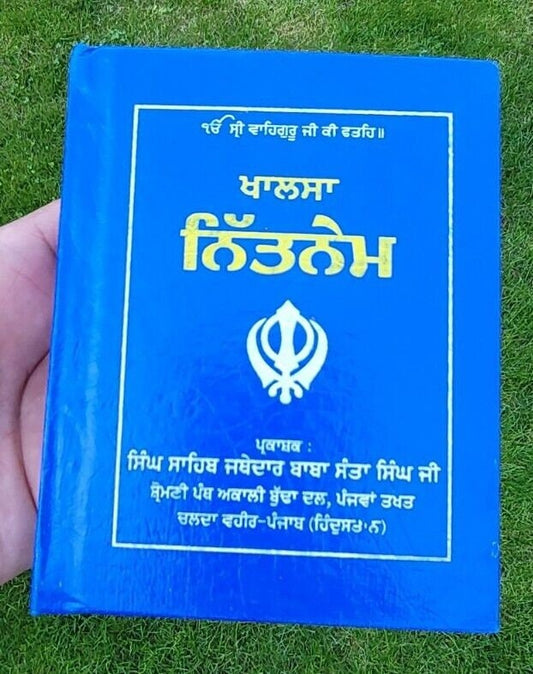 ੴ ਸ੍ਰੀ ਵਾਹਿਗੁਰੂ ਜੀ ਕੀ ਫਤਹਿ॥
ਖਾਲਸਾ
ਨਿੱਤਨੇਮ
ਪ੍ਰਕਾਸ਼ਕ :
ਸਿੰਘ ਸਾਹਿਬ ਜਥੇਦਾਰ ਬਾਬਾ ਸੰਤਾ ਸਿੰਘ ਜੀ
ਸ਼੍ਰੋਮਣੀ ਪੰਥ ਅਕਾਲੀ ਬੁੱਢਾ ਦਲ, ਪੰਜਵਾਂ ਤਖਤ
ਚਲਦਾ ਵਹੀਰ-ਪੰਜਾਬ (ਹਿੰਦੁਸਤਾਨ)